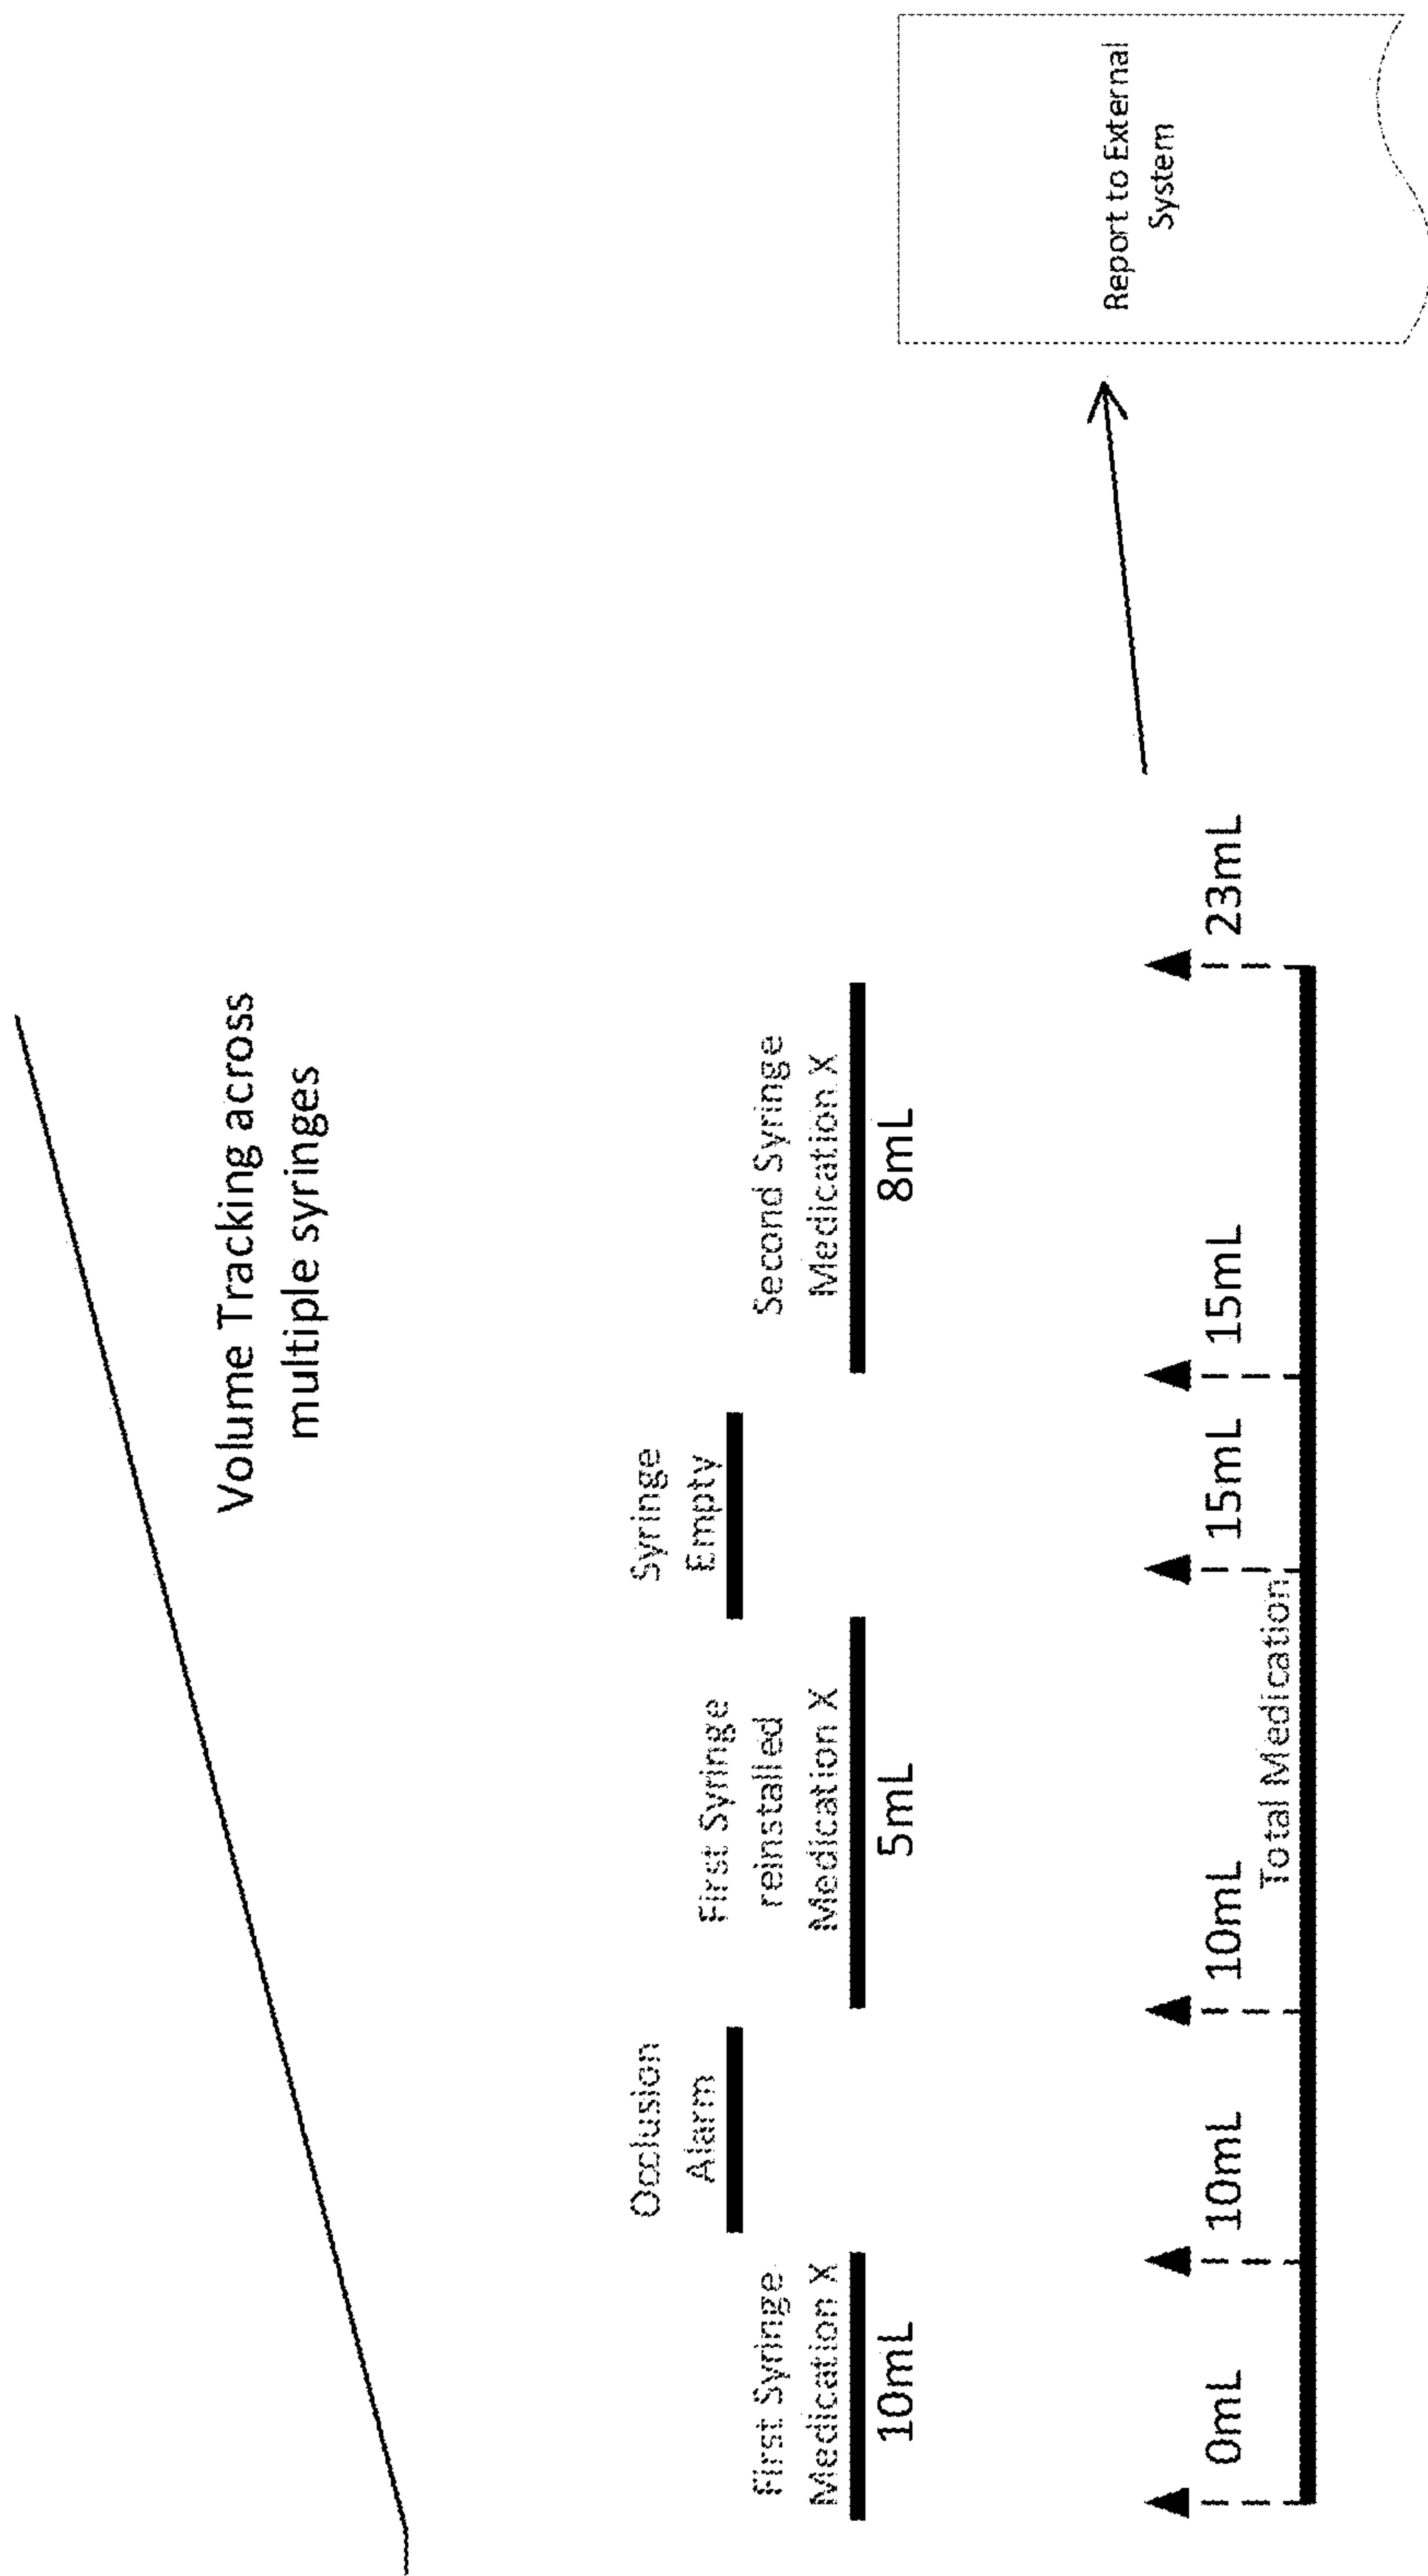 Volume Tracking across
multiple syringes
Occlusion
Alarm
Syringe
Empty
First Syringe
Medication X
10mL
First Syringe
reinstalled
Medication X
5mL
Second Syringe
Medication X
8mL
0mL
10mL
10mL
15mL
15mL
23mL
Total Medication
Report to External
System